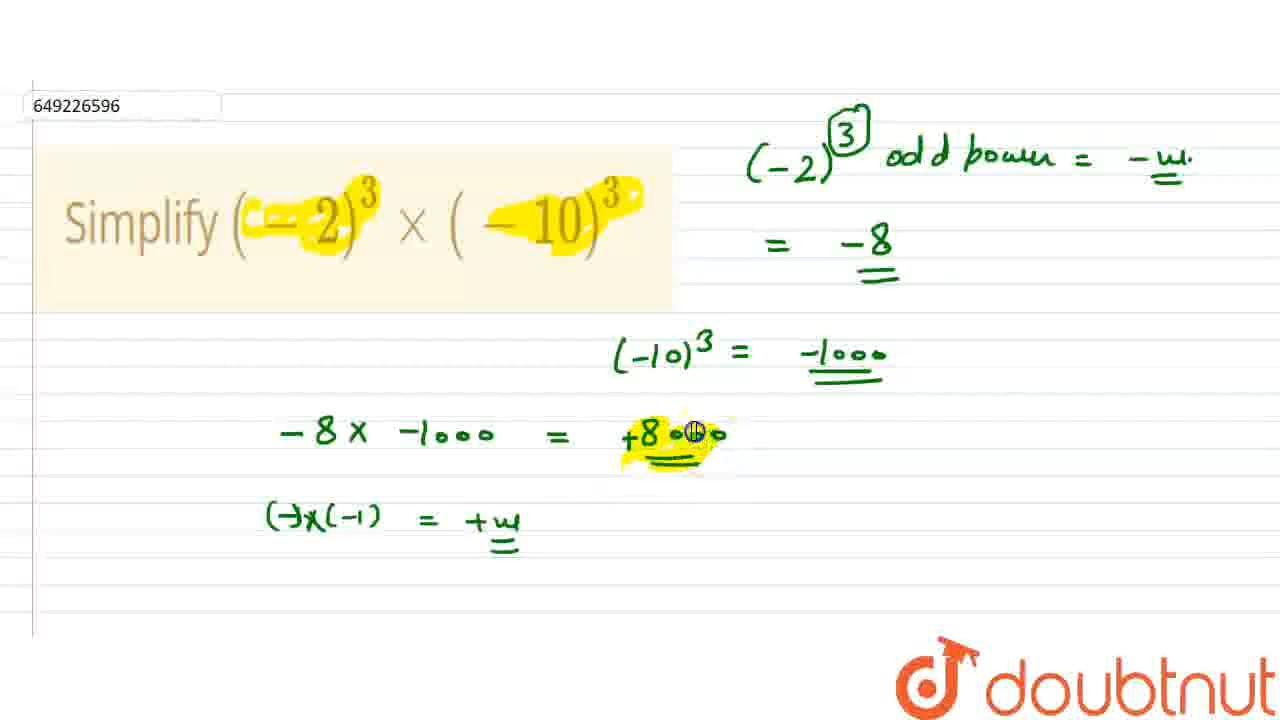 649226596
Simplify (−2)³ × (−10)³
(-2)³ odd power = -ve
= -8
(-10)³ = -1000
-8 × -1000 = +8000
(-)×(-1) = +ve
doubtnut